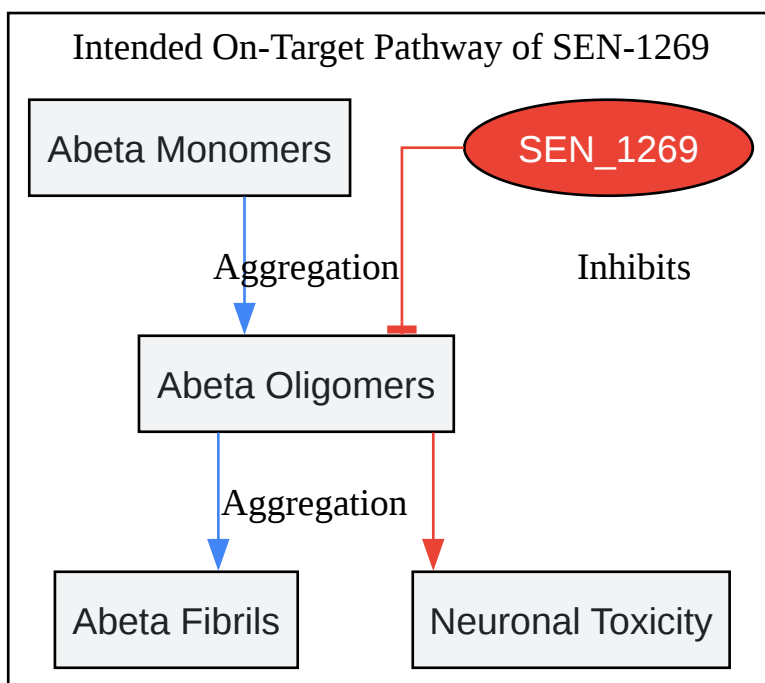 Intended On-Target Pathway of SEN-1269
Abeta Monomers
SEN_1269
Aggregation
Inhibits
Abeta Oligomers
Aggregation
Abeta Fibrils
Neuronal Toxicity